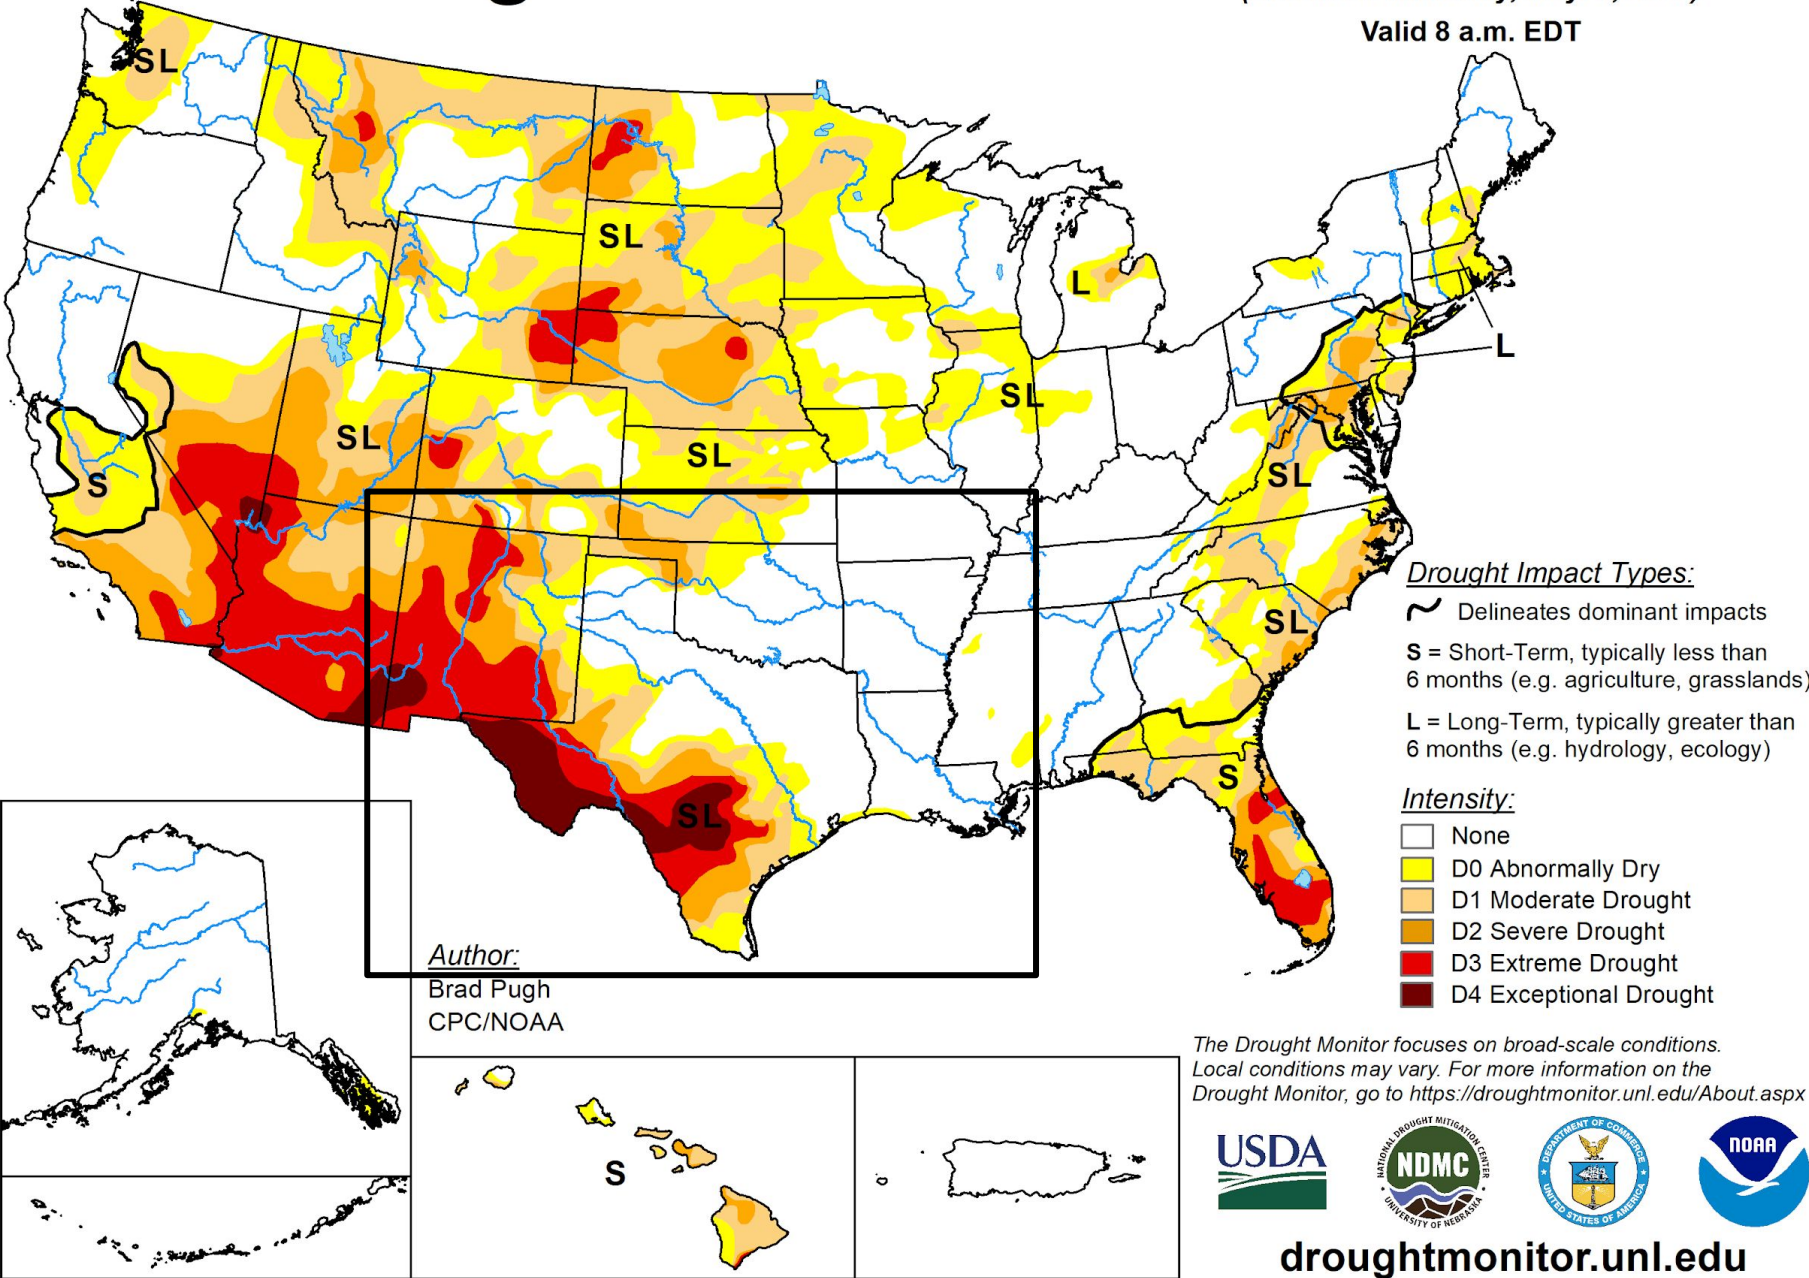 Valid 8 a.m. EDT
SL
SL
L
L
SL
SL
SL
S
SL
SL
SL
SL
S
Drought Impact Types:
Delineates dominant impacts
S = Short-Term, typically less than
6 months (e.g. agriculture, grasslands)
L = Long-Term, typically greater than
6 months (e.g. hydrology, ecology)
Intensity:
None
D0 Abnormally Dry
D1 Moderate Drought
D2 Severe Drought
D3 Extreme Drought
D4 Exceptional Drought
Author:
Brad Pugh
CPC/NOAA
S
The Drought Monitor focuses on broad-scale conditions.
Local conditions may vary. For more information on the
Drought Monitor, go to https://droughtmonitor.unl.edu/About.aspx
USDA
NATIONAL DROUGHT MITIGATION CENTER
NDMC
UNIVERSITY OF NEBRASKA
DEPARTMENT OF COMMERCE
UNITED STATES OF AMERICA
NOAA
droughtmonitor.unl.edu